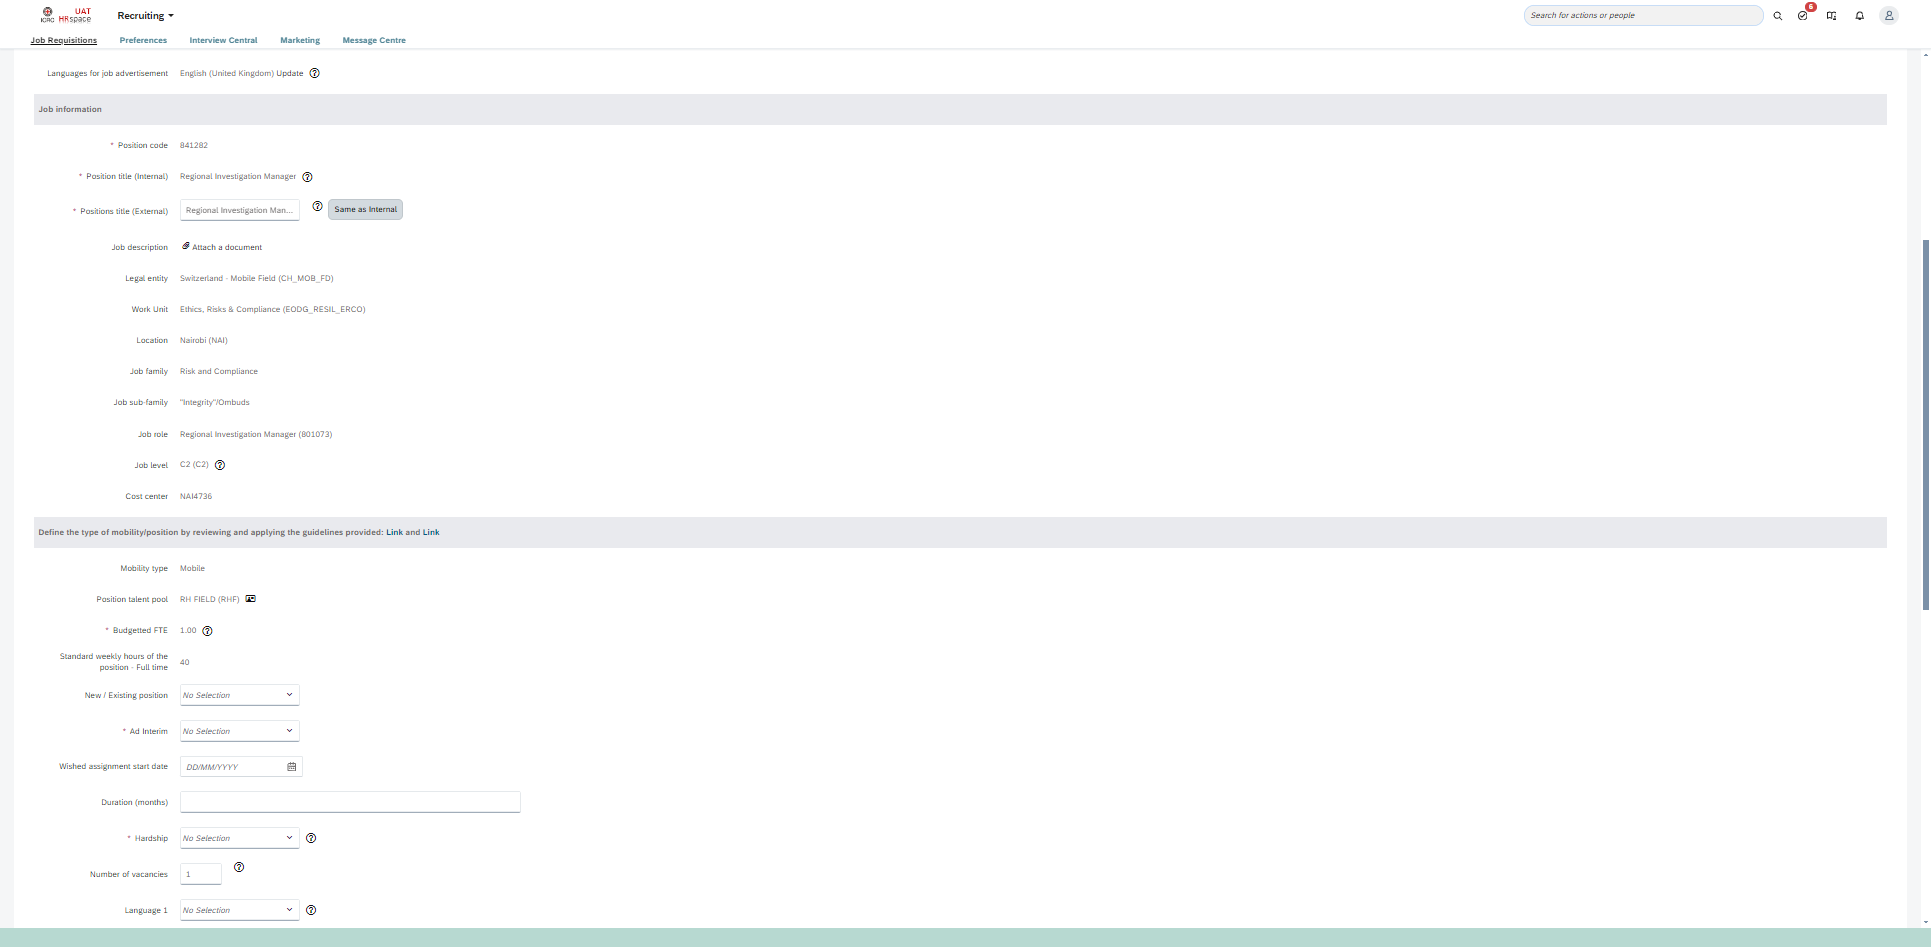 ICRC UAT HRspace
Recruiting
Search for actions or people
6
Job Requisitions Preferences Interview Central Marketing Message Centre
Languages for job advertisement English (United Kingdom) Update
Job information
* Position code 841282
* Position title (Internal) Regional Investigation Manager
* Positions title (External) Regional Investigation Man... Same as Internal
Job description Attach a document
Legal entity Switzerland - Mobile Field (CH_MOB_FD)
Work Unit Ethics, Risks & Compliance (EODG_RESIL_ERCO)
Location Nairobi (NAI)
Job family Risk and Compliance
Job sub-family "Integrity"/Ombuds
Job role Regional Investigation Manager (801073)
Job level C2 (C2)
Cost center NAI4736
Define the type of mobility/position by reviewing and applying the guidelines provided: Link and Link
Mobility type Mobile
Position talent pool RH FIELD (RHF)
* Budgetted FTE 1.00
Standard weekly hours of the
position - Full time 40
New / Existing position No Selection
* Ad Interim No Selection
Wished assignment start date DD/MM/YYYY
Duration (months)
* Hardship No Selection
Number of vacancies 1
Language 1 No Selection